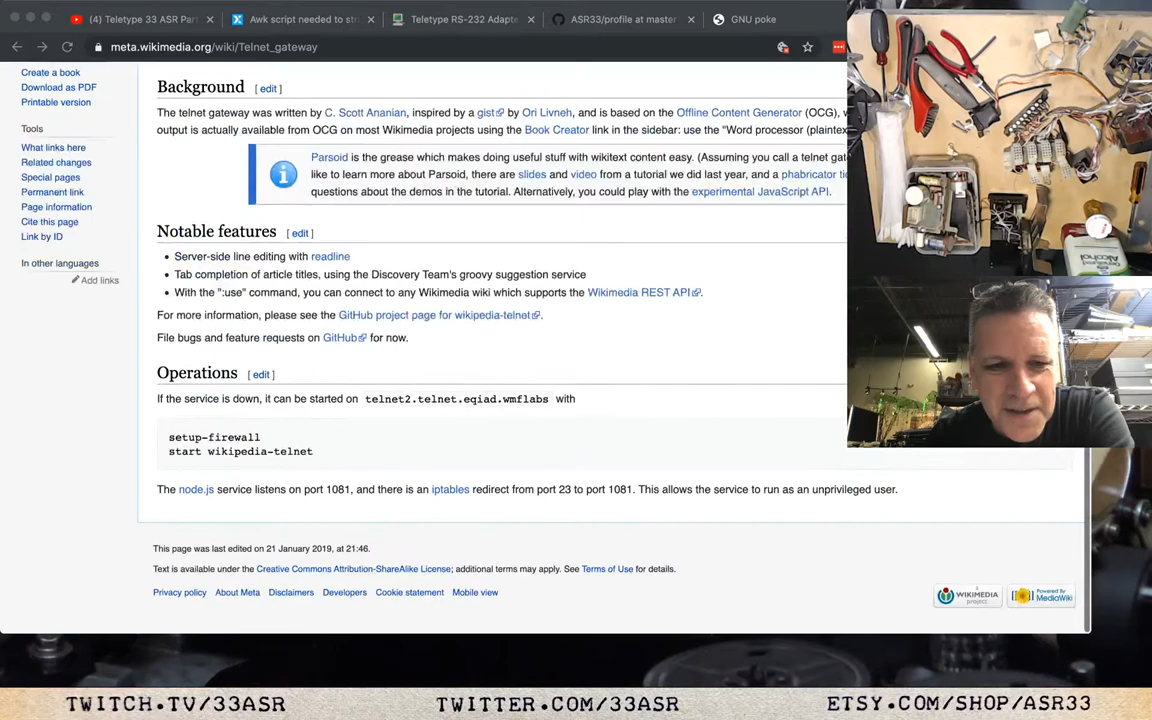 (4) Teletype 33 ASR Par
Awk script needed to str
Teletype RS-232 Adapte
ASR33/profile at master
GNU poke
meta.wikimedia.org/wiki/Telnet_gateway
Create a book
Download as PDF
Printable version
Tools
What links here
Related changes
Special pages
Permanent link
Page information
Cite this page
Link by ID
In other languages
Add links
Background [ edit ]
The telnet gateway was written by C. Scott Ananian, inspired by a gist by Ori Livneh, and is based on the Offline Content Generator (OCG),
output is actually available from OCG on most Wikimedia projects using the Book Creator link in the sidebar: use the "Word processor (plaintex
Parsoid is the grease which makes doing useful stuff with wikitext content easy. (Assuming you call a telnet gat
like to learn more about Parsoid, there are slides and video from a tutorial we did last year, and a phabricator tic
questions about the demos in the tutorial. Alternatively, you could play with the experimental JavaScript API).
Notable features [ edit ]
• Server-side line editing with readline
• Tab completion of article titles, using the Discovery Team's groovy suggestion service
• With the ":use" command, you can connect to any Wikimedia wiki which supports the Wikimedia REST API.
For more information, please see the GitHub project page for wikipedia-telnet.
File bugs and feature requests on GitHub for now.
Operations [ edit ]
If the service is down, it can be started on telnet2.telnet.eqiad.wmflabs with
setup-firewall
start wikipedia-telnet
The node.js service listens on port 1081, and there is an iptables redirect from port 23 to port 1081. This allows the service to run as an unprivileged user.
This page was last edited on 21 January 2019, at 21:46.
Text is available under the Creative Commons Attribution-ShareAlike License; additional terms may apply. See Terms of Use for details.
Privacy policy About Meta Disclaimers Developers Cookie statement Mobile view
WIKIMEDIA project
Powered By MediaWiki
Alcohol
TWITCH.TV/33ASR TWITTER.COM/33ASR ETSY.COM/SHOP/ASR33